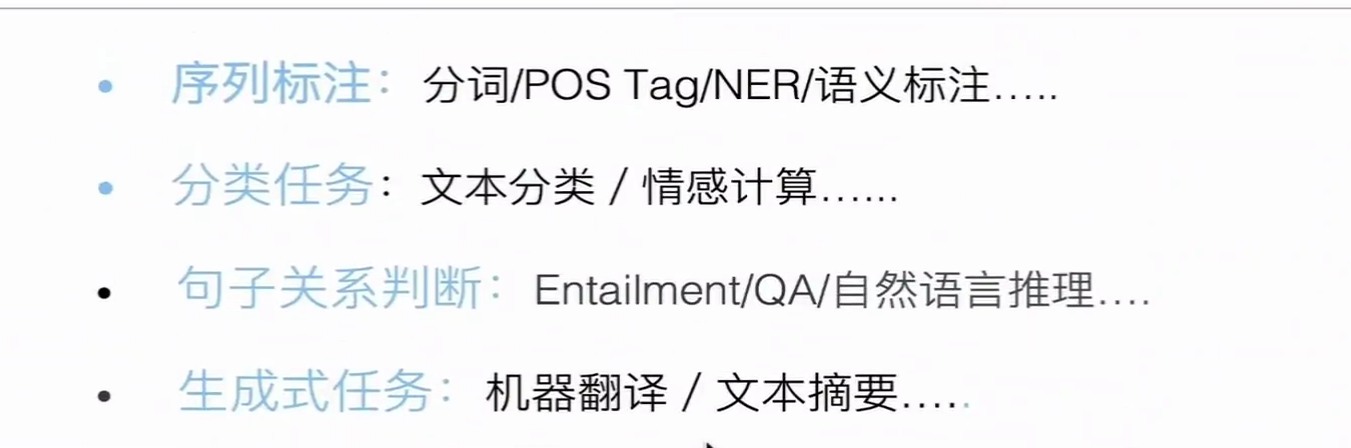 • 序列标注：分词/POS Tag/NER/语义标注.....
• 分类任务：文本分类 / 情感计算......
• 句子关系判断：Entailment/QA/自然语言推理....
• 生成式任务：机器翻译 / 文本摘要.....